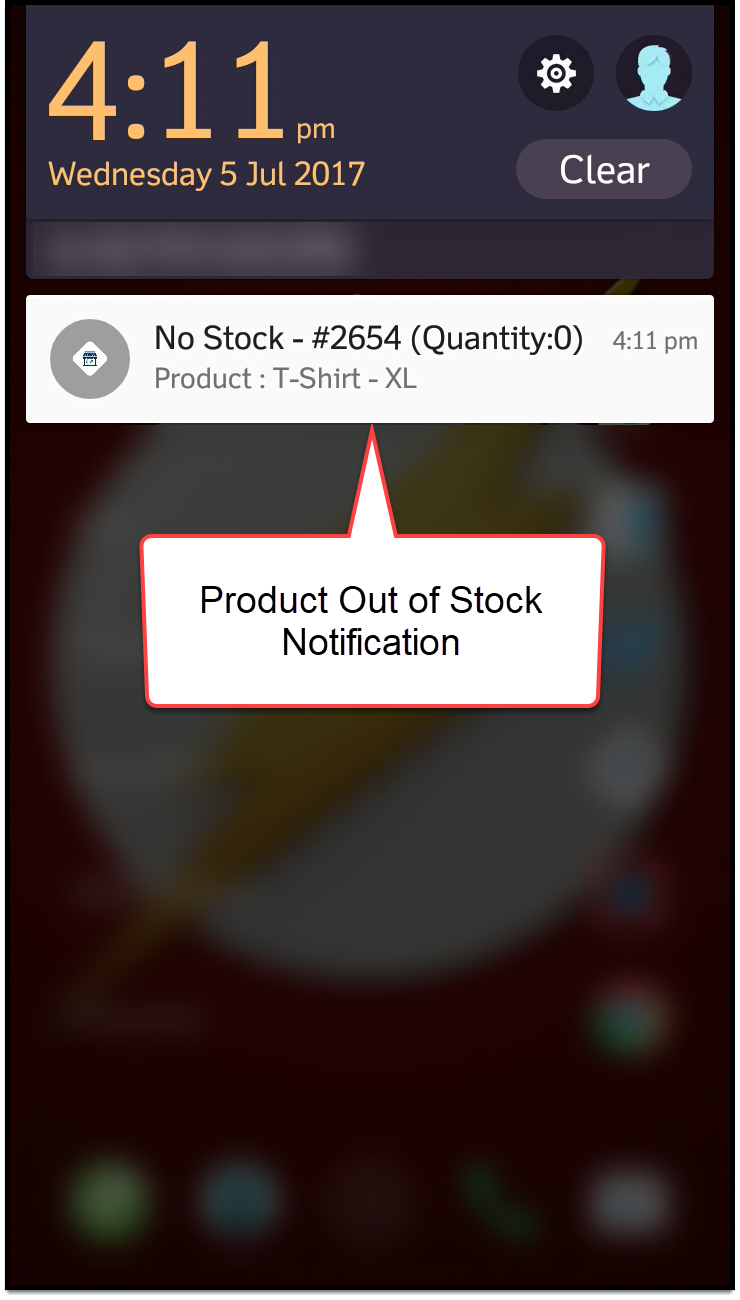 4:11 pm
Wednesday 5 Jul 2017
Clear
No Stock - #2654 (Quantity:0) 4:11 pm
Product : T-Shirt - XL
Product Out of Stock
Notification